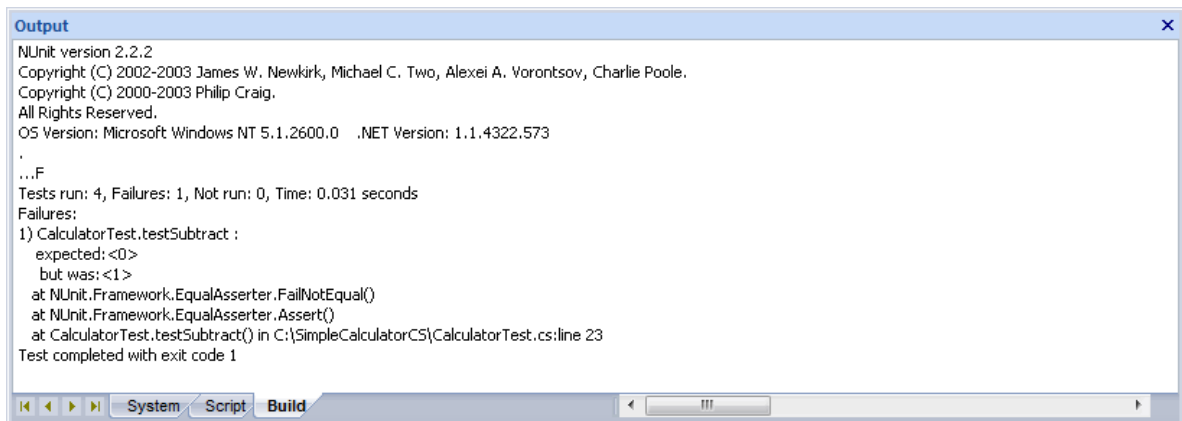 Output
NUnit version 2.2.2
Copyright (C) 2002-2003 James W. Newkirk, Michael C. Two, Alexei A. Vorontsov, Charlie Poole.
Copyright (C) 2000-2003 Philip Craig.
All Rights Reserved.
OS Version: Microsoft Windows NT 5.1.2600.0    .NET Version: 1.1.4322.573
.
...F
Tests run: 4, Failures: 1, Not run: 0, Time: 0.031 seconds
Failures:
1) CalculatorTest.testSubtract :
expected:<0>
but was:<1>
at NUnit.Framework.EqualAsserter.FailNotEqual()
at NUnit.Framework.EqualAsserter.Assert()
at CalculatorTest.testSubtract() in C:\SimpleCalculatorCS\CalculatorTest.cs:line 23
Test completed with exit code 1
System Script Build